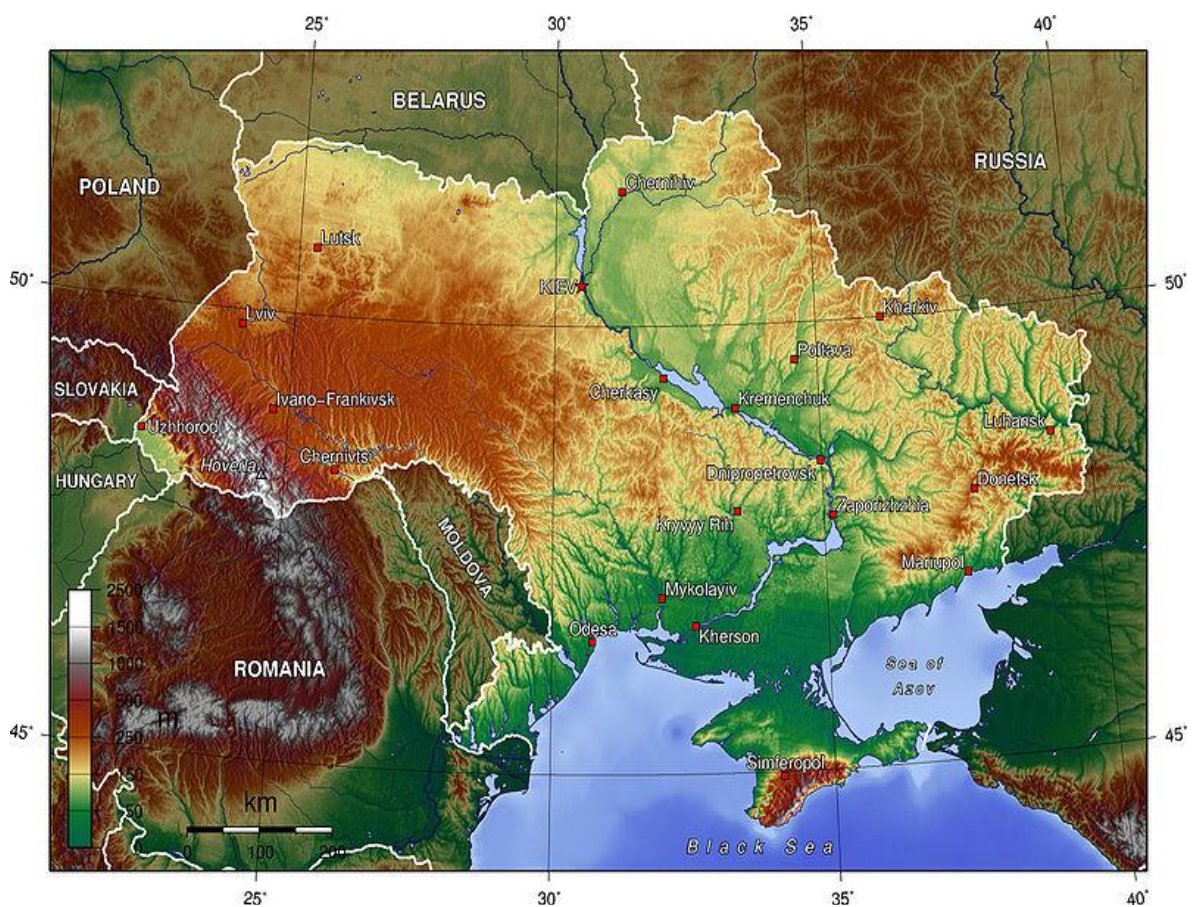 25°
30°
35°
40°
BELARUS
RUSSIA
POLAND
Chernihiv
Lutsk
50°
50°
KIEV
Lviv
Kharkiv
Poltava
SLOVAKIA
Cherkasy
Kremenchuk
Ivano-Frankivsk
Uzhhorod
Luhansk
Chernivtsi
Hoverla
HUNGARY
Dnipropetrovsk
Donetsk
Zaporizhzhia
Kryvyy Rih
MOLDOVA
Mariupol
Mykolayiv
Odesa
Kherson
ROMANIA
Sea of
Azov
45°
45°
Simferopol
Black Sea
2500
1500
1000
500
m
250
50
0
km
0
100
200
25°
30°
35°
40°